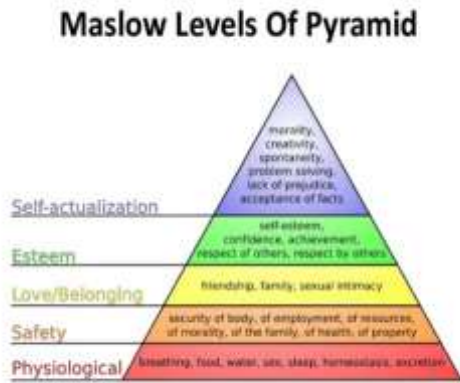 Maslow Levels Of Pyramid
morality,
creativity,
spontaneity,
problem solving,
lack of prejudice,
acceptance of facts
Self-actualization
self-esteem,
confidence, achievement,
respect of others, respect by others
Esteem
friendship, family, sexual intimacy
Love/Belonging
security of body, of employment, of resources,
of morality, of the family, of health, of property
Safety
breathing, food, water, sex, sleep, homeostasis, excretion
Physiological